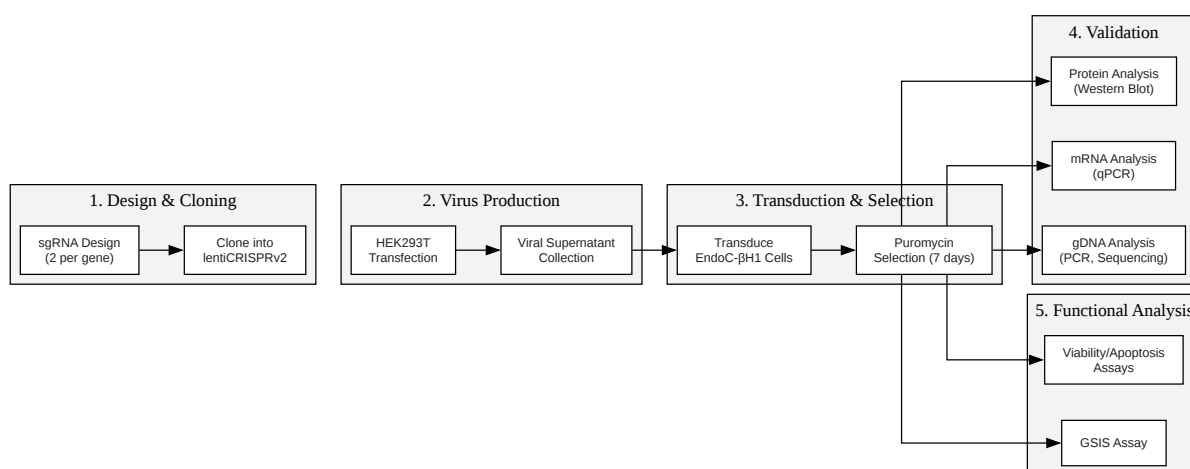 1. Design & Cloning
sgRNA Design
(2 per gene)
Clone into
lentiCRISPRv2
2. Virus Production
HEK293T
Transfection
Viral Supernatant
Collection
3. Transduction & Selection
Transduce
EndoC-βH1 Cells
Puromycin
Selection (7 days)
4. Validation
Protein Analysis
(Western Blot)
mRNA Analysis
(qPCR)
gDNA Analysis
(PCR, Sequencing)
5. Functional Analysis
Viability/Apoptosis
Assays
GSIS Assay